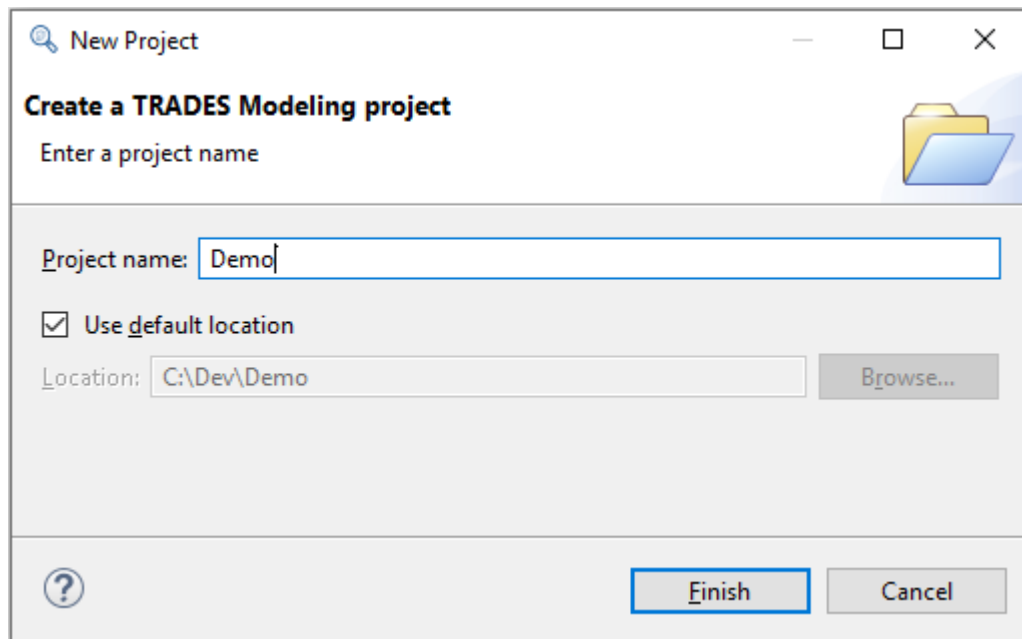 New Project
Create a TRADES Modeling project
Enter a project name
Project name: Demo
Use default location
Location: C:\Dev\Demo Browse...
? Finish Cancel